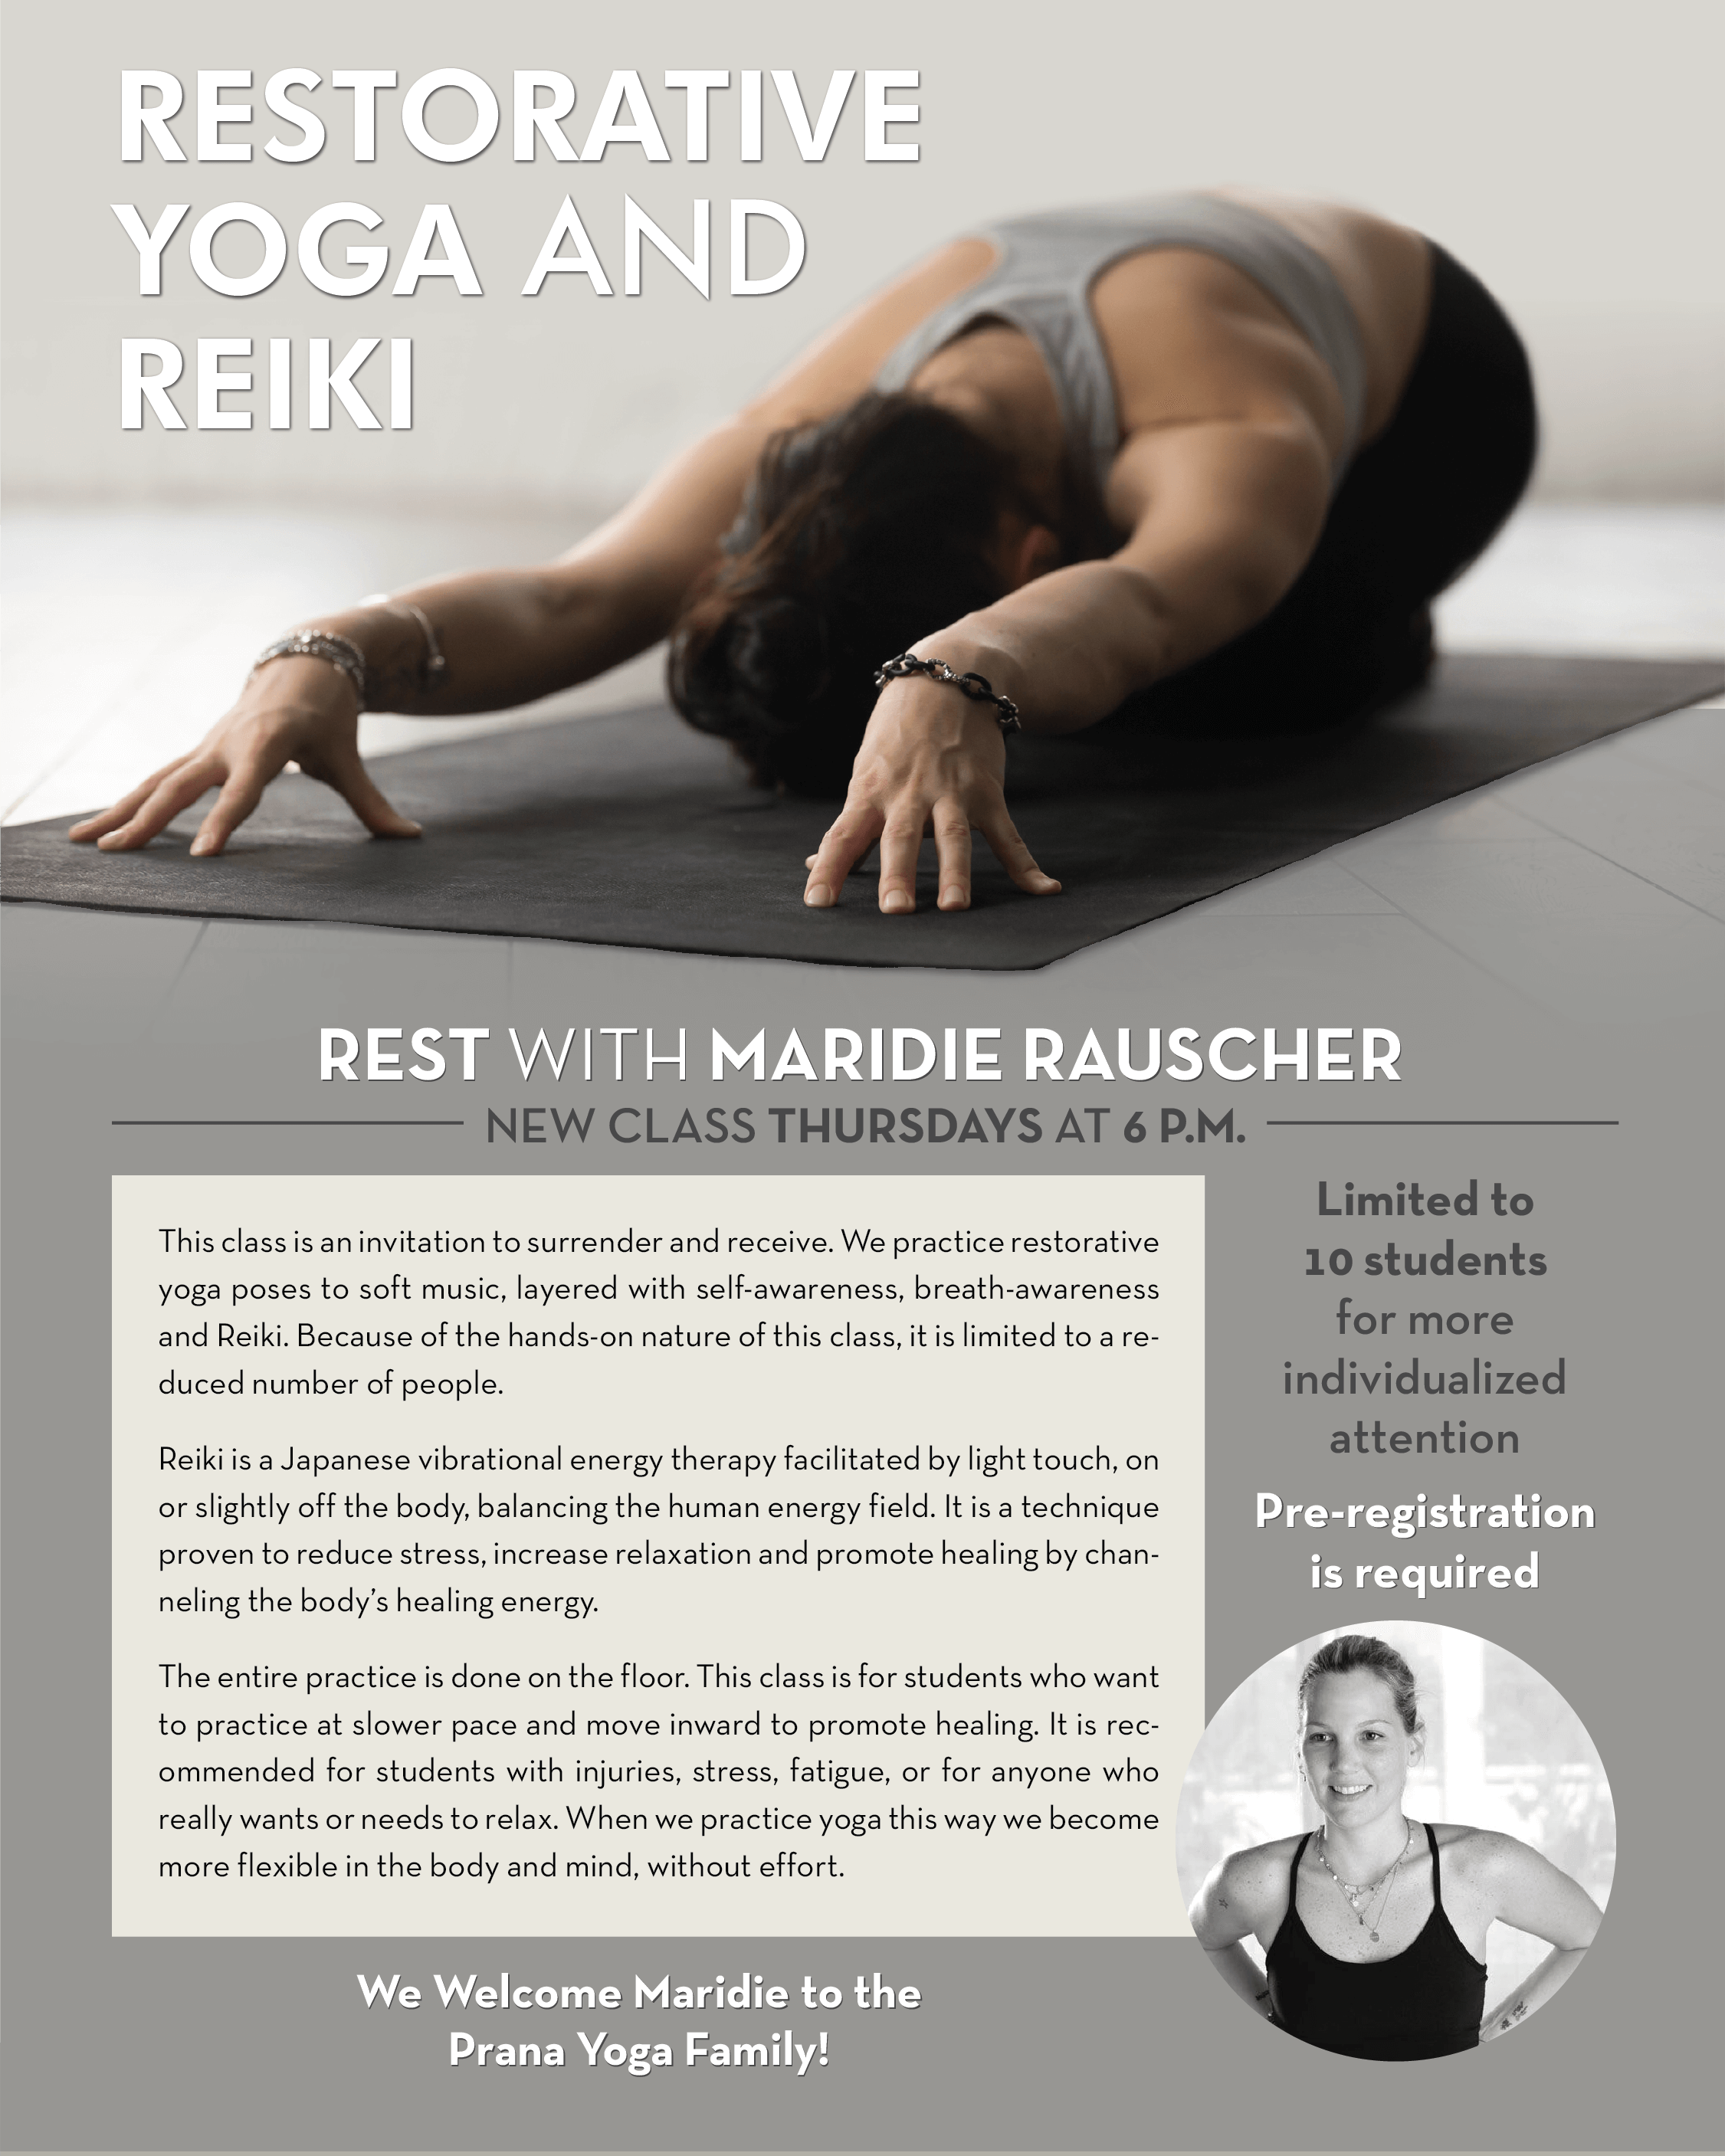 RESTORATIVE
YOGA AND
REIKI
REST WITH MARIDIE RAUSCHER
NEW CLASS THURSDAYS AT 6 P.M.
This class is an invitation to surrender and receive. We practice restorative
yoga poses to soft music, layered with self-awareness, breath-awareness
and Reiki. Because of the hands-on nature of this class, it is limited to a re-
duced number of people.
Reiki is a Japanese vibrational energy therapy facilitated by light touch, on
or slightly off the body, balancing the human energy field. It is a technique
proven to reduce stress, increase relaxation and promote healing by chan-
neling the body's healing energy.
The entire practice is done on the floor. This class is for students who want
to practice at slower pace and move inward to promote healing. It is rec-
ommended for students with injuries, stress, fatigue, or for anyone who
really wants or needs to relax. When we practice yoga this way we become
more flexible in the body and mind, without effort.
Limited to
10 students
for more
individualized
attention
Pre-registration
is required
We Welcome Maridie to the
Prana Yoga Family!